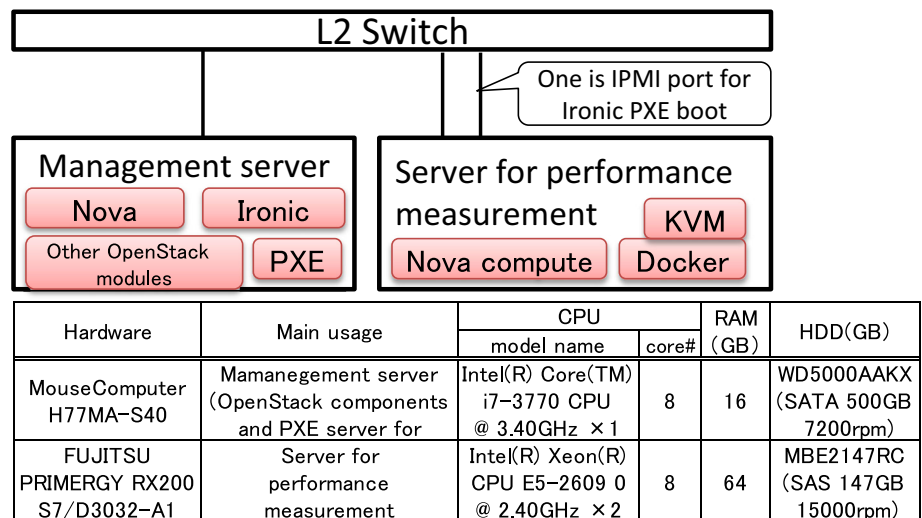 L2 Switch
One is IPMI port for
Ironic PXE boot
Management server
Nova
Ironic
Other OpenStack
modules
PXE
Server for performance
measurement
KVM
Nova compute
Docker
Hardware
Main usage
CPU
RAM
(GB)
HDD(GB)
model name
core#
MouseComputer
H77MA-S40
Mamanegement server
(OpenStack components
and PXE server for
Intel(R) Core(TM)
i7-3770 CPU
@ 3.40GHz ×1
8
16
WD5000AAKX
(SATA 500GB
7200rpm)
FUJITSU
PRIMERGY RX200
S7/D3032-A1
Server for
performance
measurement
Intel(R) Xeon(R)
CPU E5-2609 0
@ 2.40GHz ×2
8
64
MBE2147RC
(SAS 147GB
15000rpm)